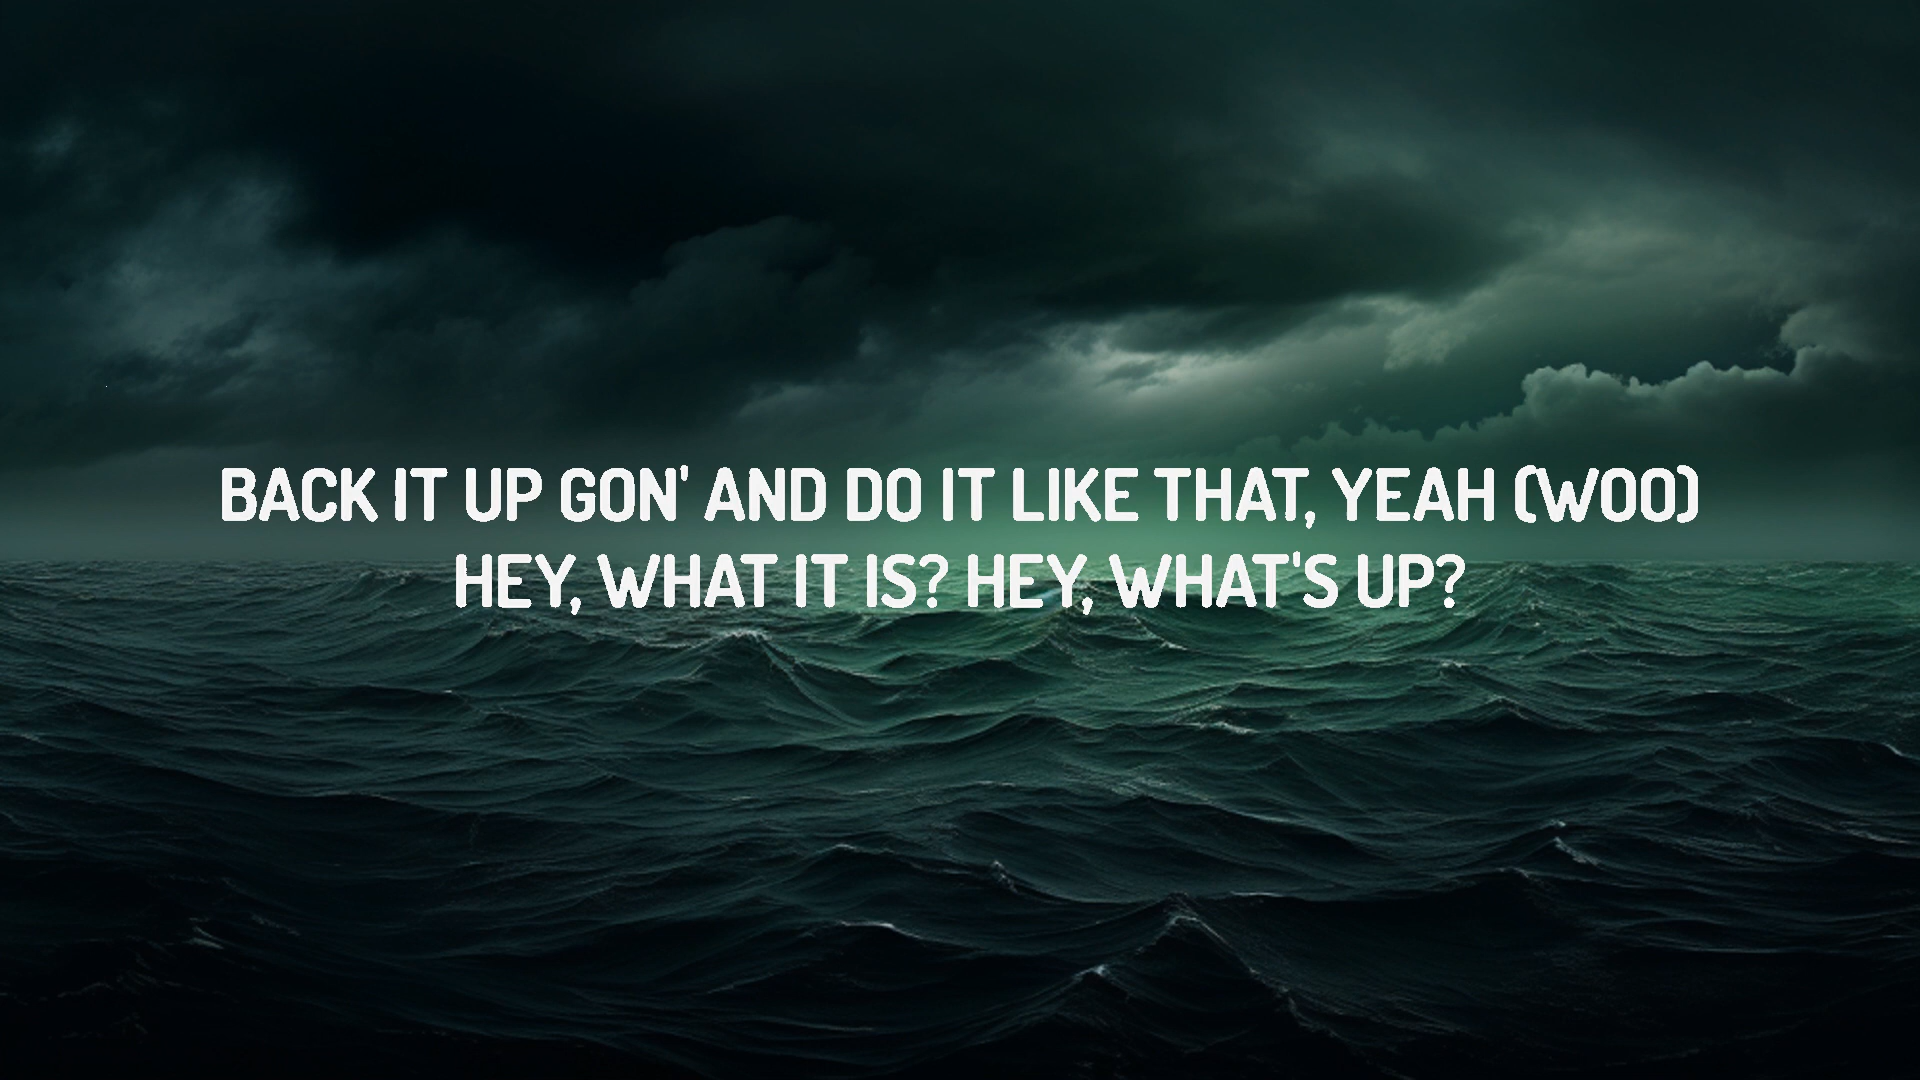 BACK IT UP GON' AND DO IT LIKE THAT, YEAH (WOO)
HEY, WHAT IT IS? HEY, WHAT'S UP?